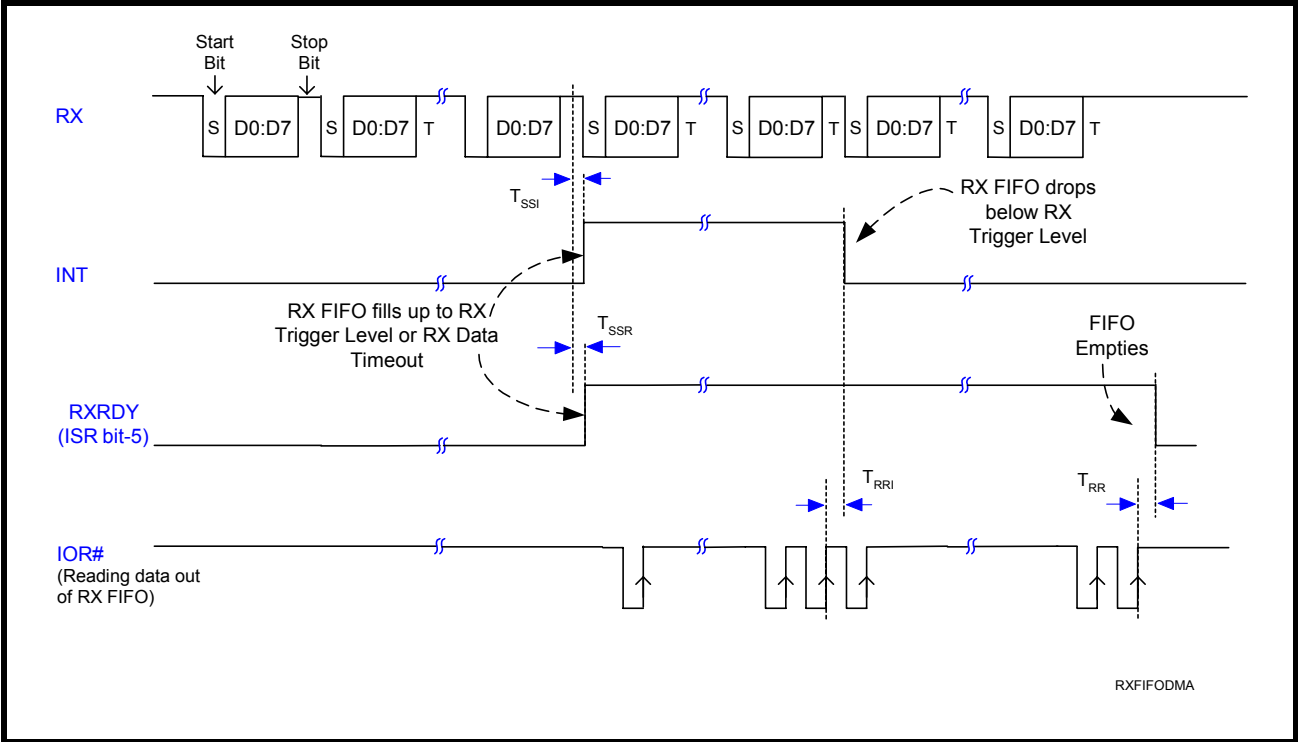 Start
Bit
Stop
Bit
RX
S D0:D7 S D0:D7 T D0:D7 S D0:D7 T D0:D7 T S D0:D7 T S D0:D7 T
TSSI
RX FIFO drops
below RX
Trigger Level
INT
RX FIFO fills up to RX
Trigger Level or RX Data
Timeout
TSSR
FIFO
Empties
RXRDY
(ISR bit-5)
TRRI
TRR
IOR#
(Reading data out
of RX FIFO)
RXFIFODMA